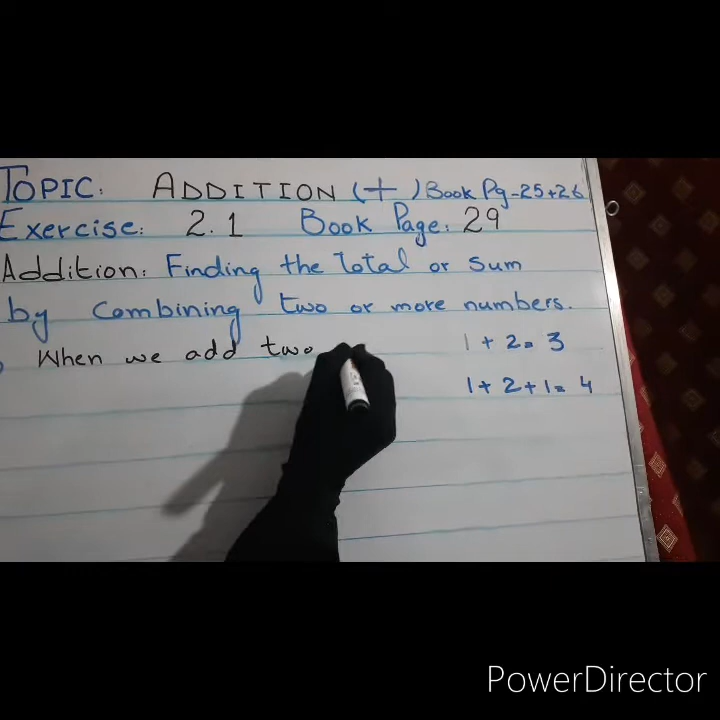 TOPIC: ADDITION (+) Book Pg-25+26
Exercise: 2.1 Book Page: 29
Addition: Finding the Total or Sum
by Combining two or more numbers.
When we add two
1 + 2 = 3
1 + 2 + 1 = 4
PowerDirector